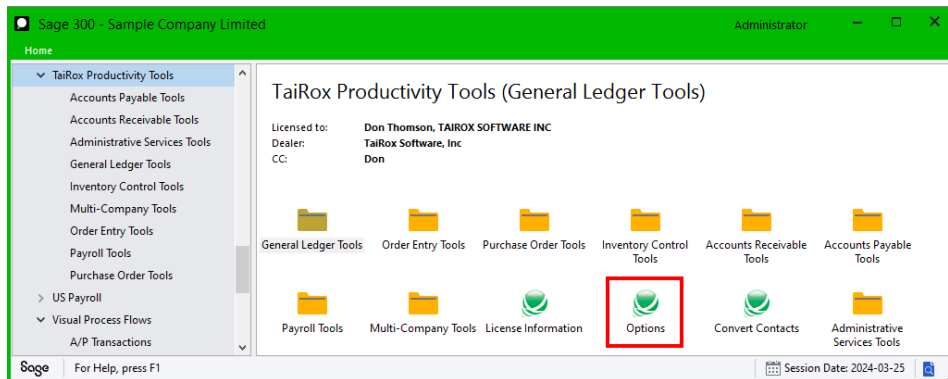 Sage 300 - Sample Company Limited
Administrator
Home
TaiRox Productivity Tools
Accounts Payable Tools
Accounts Receivable Tools
Administrative Services Tools
General Ledger Tools
Inventory Control Tools
Multi-Company Tools
Order Entry Tools
Payroll Tools
Purchase Order Tools
US Payroll
Visual Process Flows
A/P Transactions
TaiRox Productivity Tools (General Ledger Tools)
Licensed to: Don Thomson, TAIROX SOFTWARE INC
Dealer: TaiRox Software, Inc
CC: Don
General Ledger Tools
Order Entry Tools
Purchase Order Tools
Inventory Control
Tools
Accounts Receivable
Tools
Accounts Payable
Tools
Payroll Tools
Multi-Company Tools
License Information
Options
Convert Contacts
Administrative
Services Tools
Sage
For Help, press F1
Session Date: 2024-03-25